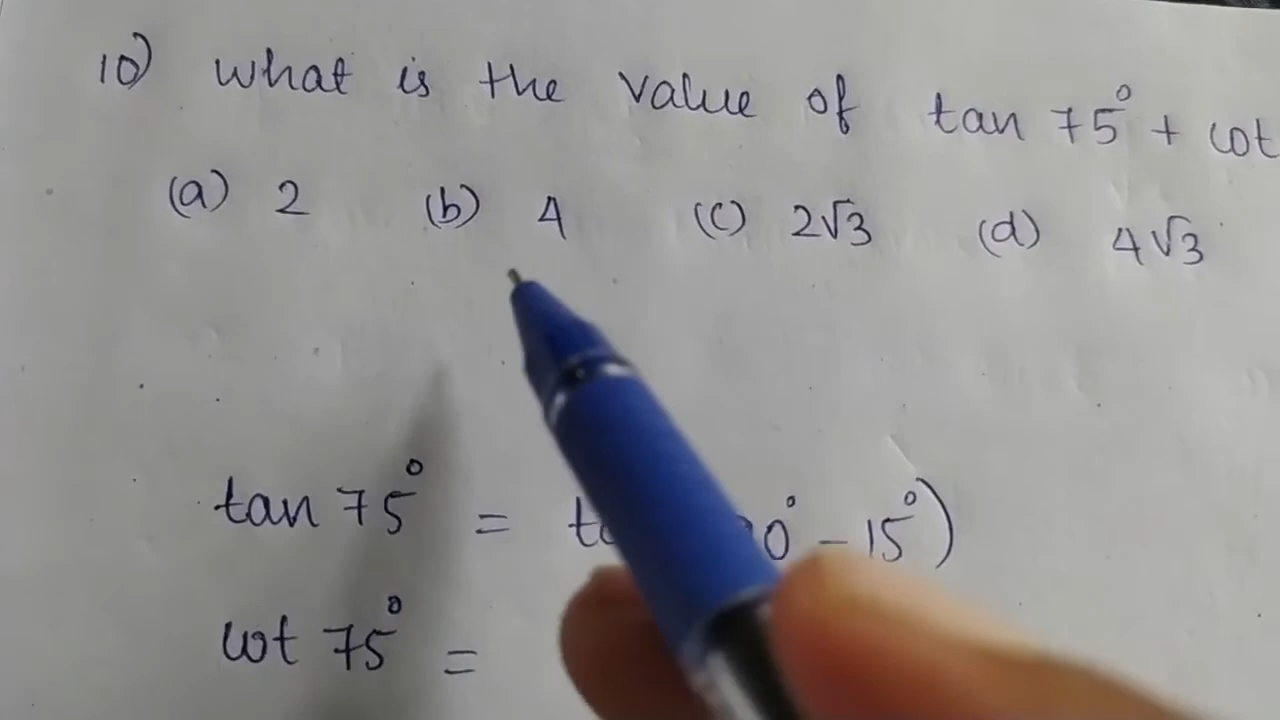 10) What is the value of tan 75° + cot
(a) 2 (b) 4 (c) 2√3 (d) 4√3
tan 75° = 0° - 15°)
cot 75° =